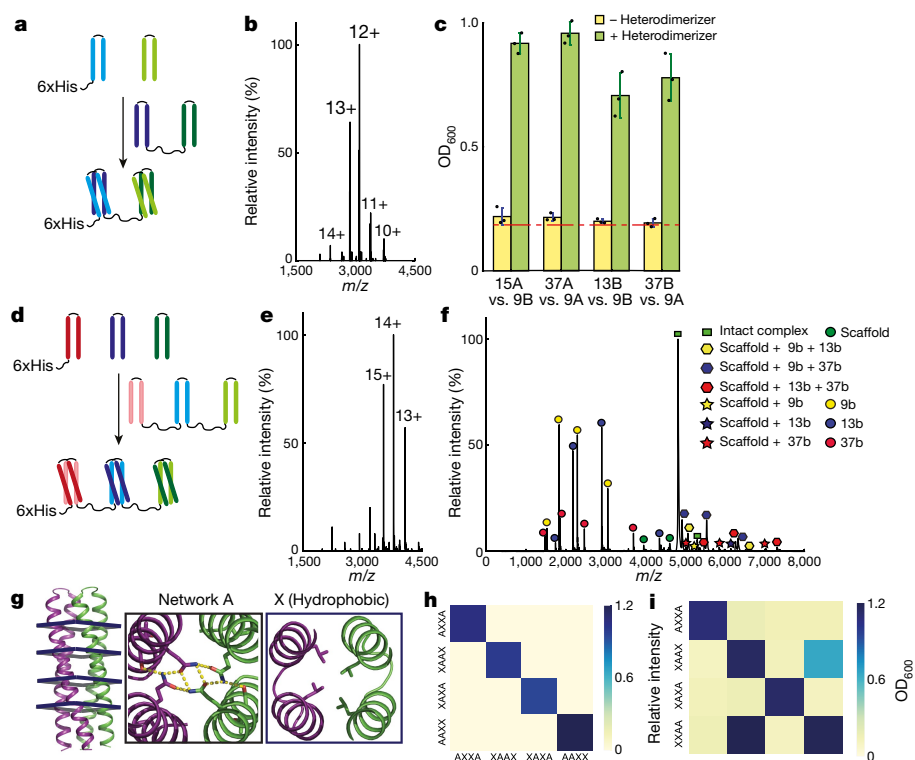 a
6xHis
6xHis
b
Relative intensity (%)
100
50
0
12+
13+
14+
11+
10+
1,500 3,000 4,500
m/z
c
− Heterodimerizer
+ Heterodimerizer
OD600
1.0
0.5
0
15A vs. 9B
37A vs. 9A
13B vs. 9B
37B vs. 9A
d
6xHis
6xHis
e
Relative intensity (%)
100
50
0
14+
15+
13+
1,500 3,000 4,500
m/z
f
Relative intensity (%)
100
50
0
0 1,000 2,000 3,000 4,000 5,000 6,000 7,000 8,000
m/z
Intact complex
Scaffold
Scaffold + 9b + 13b
Scaffold + 9b + 37b
Scaffold + 13b + 37b
Scaffold + 9b
9b
Scaffold + 13b
13b
Scaffold + 37b
37b
g
Network A
X (Hydrophobic)
h
AXXA
XAAX
XAXA
AAXX
AXXA XAAX XAXA AAXX
1.2
0
i
Relative intensity
AXXA
XAAX
XAXA
XXAA
1.2
0
OD600